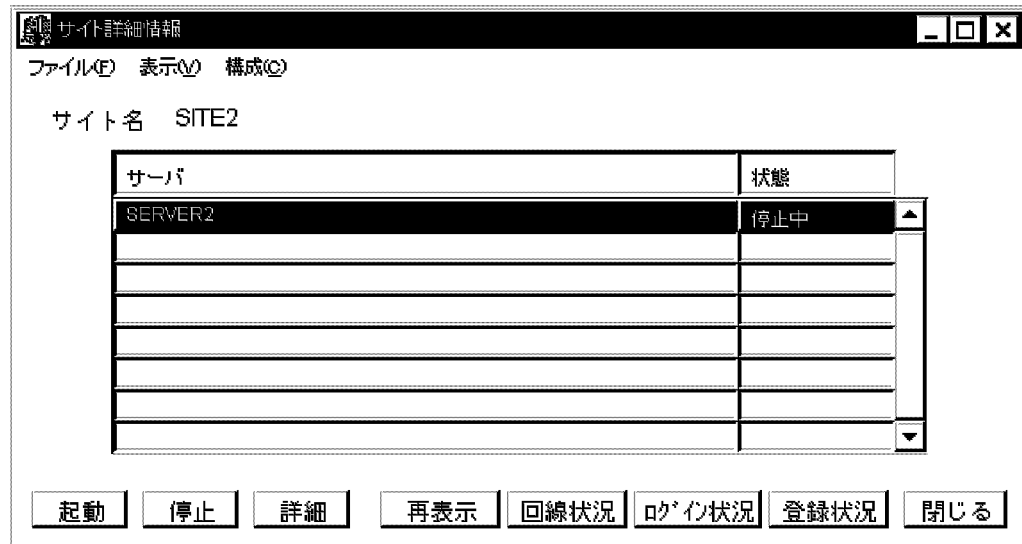 サイト詳細情報
ファイル(F) 表示(V) 構成(C)
サイト名 SITE2
サーバ 状態
SERVER2 停止中
起動 停止 詳細 再表示 回線状況 ﾛｸﾞｲﾝ状況 登録状況 閉じる